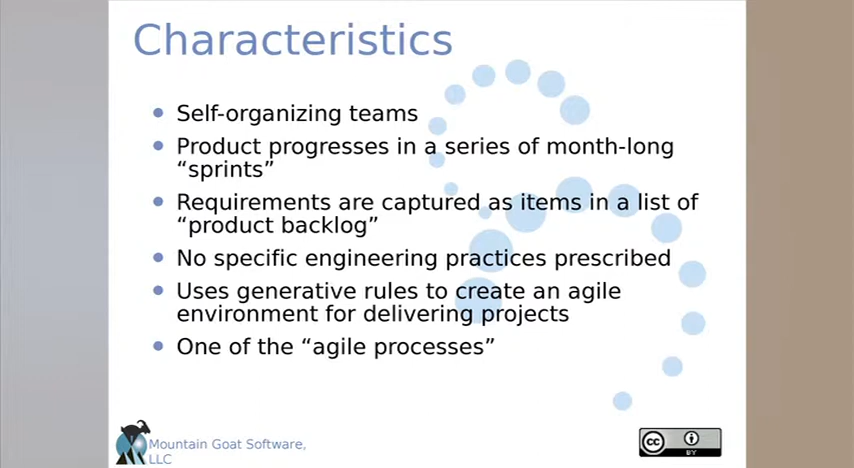 Characteristics
Self-organizing teams
Product progresses in a series of month-long
“sprints”
Requirements are captured as items in a list of
“product backlog”
No specific engineering practices prescribed
Uses generative rules to create an agile
environment for delivering projects
One of the “agile processes”
Mountain Goat Software,
LLC
cc
BY